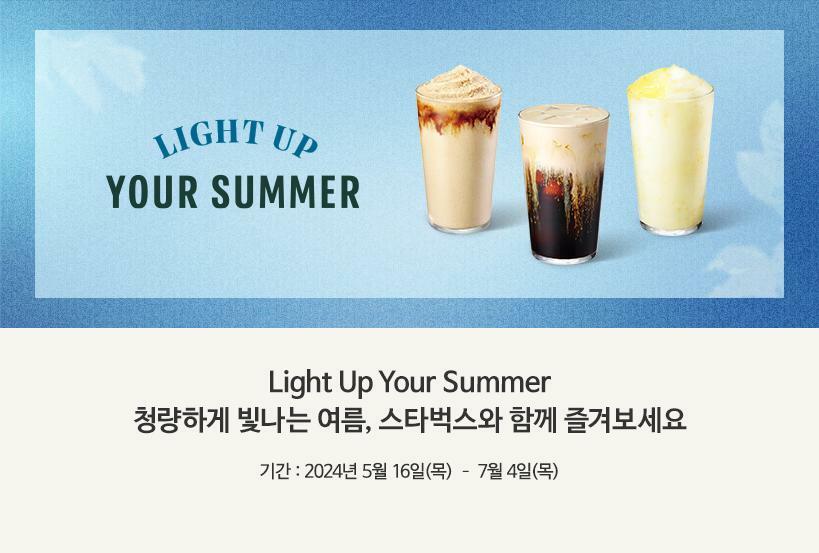 LIGHT UP
YOUR SUMMER
Light Up Your Summer
청량하게 빛나는 여름, 스타벅스와 함께 즐겨보세요
기간 : 2024년 5월 16일(목) - 7월 4일(목)